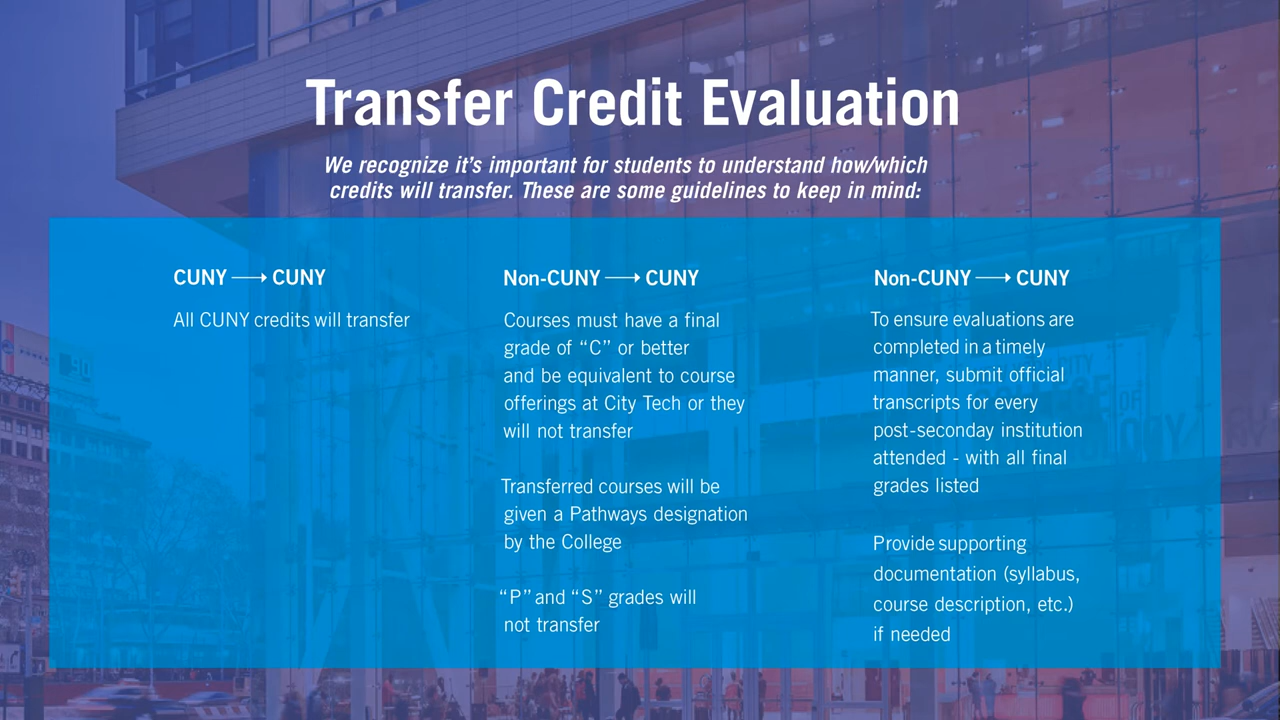 Transfer Credit Evaluation
We recognize it's important for students to understand how/which
credits will transfer. These are some guidelines to keep in mind:
CUNY → CUNY
All CUNY credits will transfer
Non-CUNY → CUNY
Courses must have a final
grade of “C” or better
and be equivalent to course
offerings at City Tech or they
will not transfer
Transferred courses will be
given a Pathways designation
by the College
“P” and “S” grades will
not transfer
Non-CUNY → CUNY
To ensure evaluations are
completed in a timely
manner, submit official
transcripts for every
post-seconday institution
attended - with all final
grades listed
Provide supporting
documentation (syllabus,
course description, etc.)
if needed
90